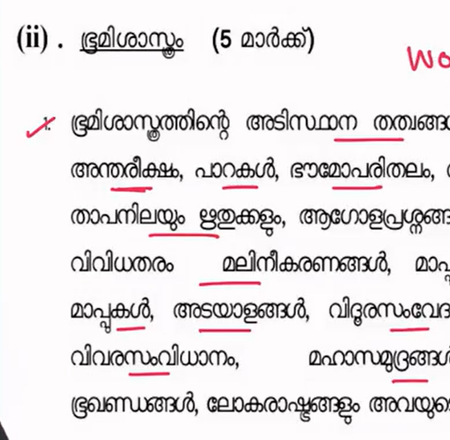 (ii) . ഭൂമിശാസ്ത്രം (5 മാർക്ക്)
wo
1. ഭൂമിശാസ്ത്രത്തിന്റെ അടിസ്ഥാന തത്വങ്ങ
അന്തരീക്ഷം, പാറകൾ, ഭൗമോപരിതലം,
താപനിലയും ഋതുക്കളും, ആഗോളപ്രശ്നങ്ങ
വിവിധതരം മലിനീകരണങ്ങൾ, മാപ്പ
മാപ്പുകൾ, അടയാളങ്ങൾ, വിദൂരസംവേദ
വിവരസംവിധാനം, മഹാസമുദ്രങ്ങൾ
ഭൂഖണ്ഡങ്ങൾ, ലോകരാഷ്ട്രങ്ങളും അവയുടെ